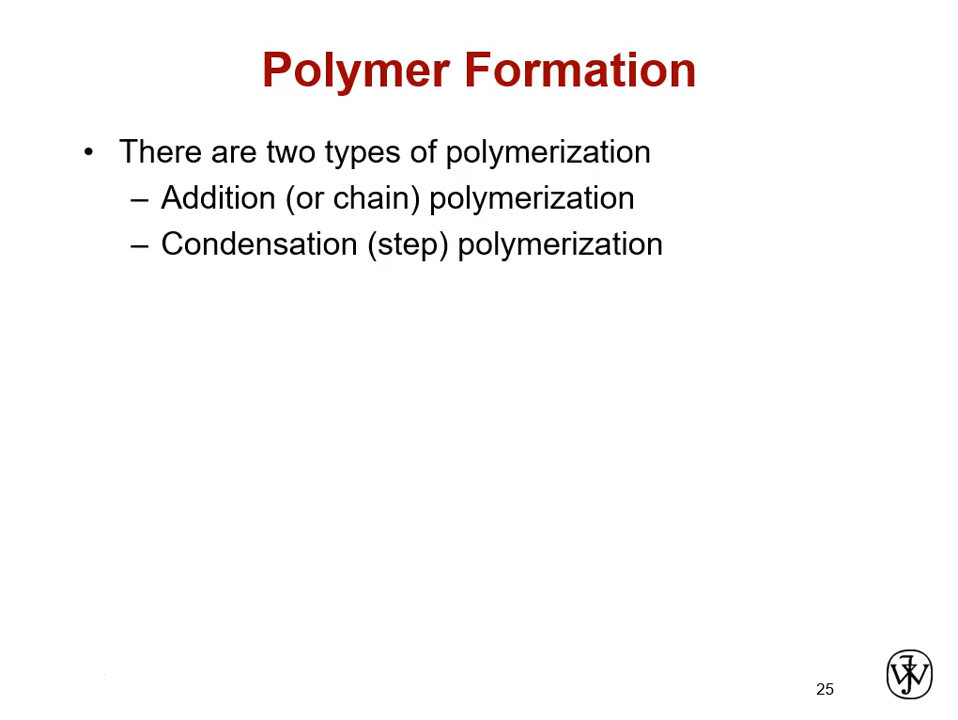 Polymer Formation
• There are two types of polymerization
– Addition (or chain) polymerization
– Condensation (step) polymerization
25